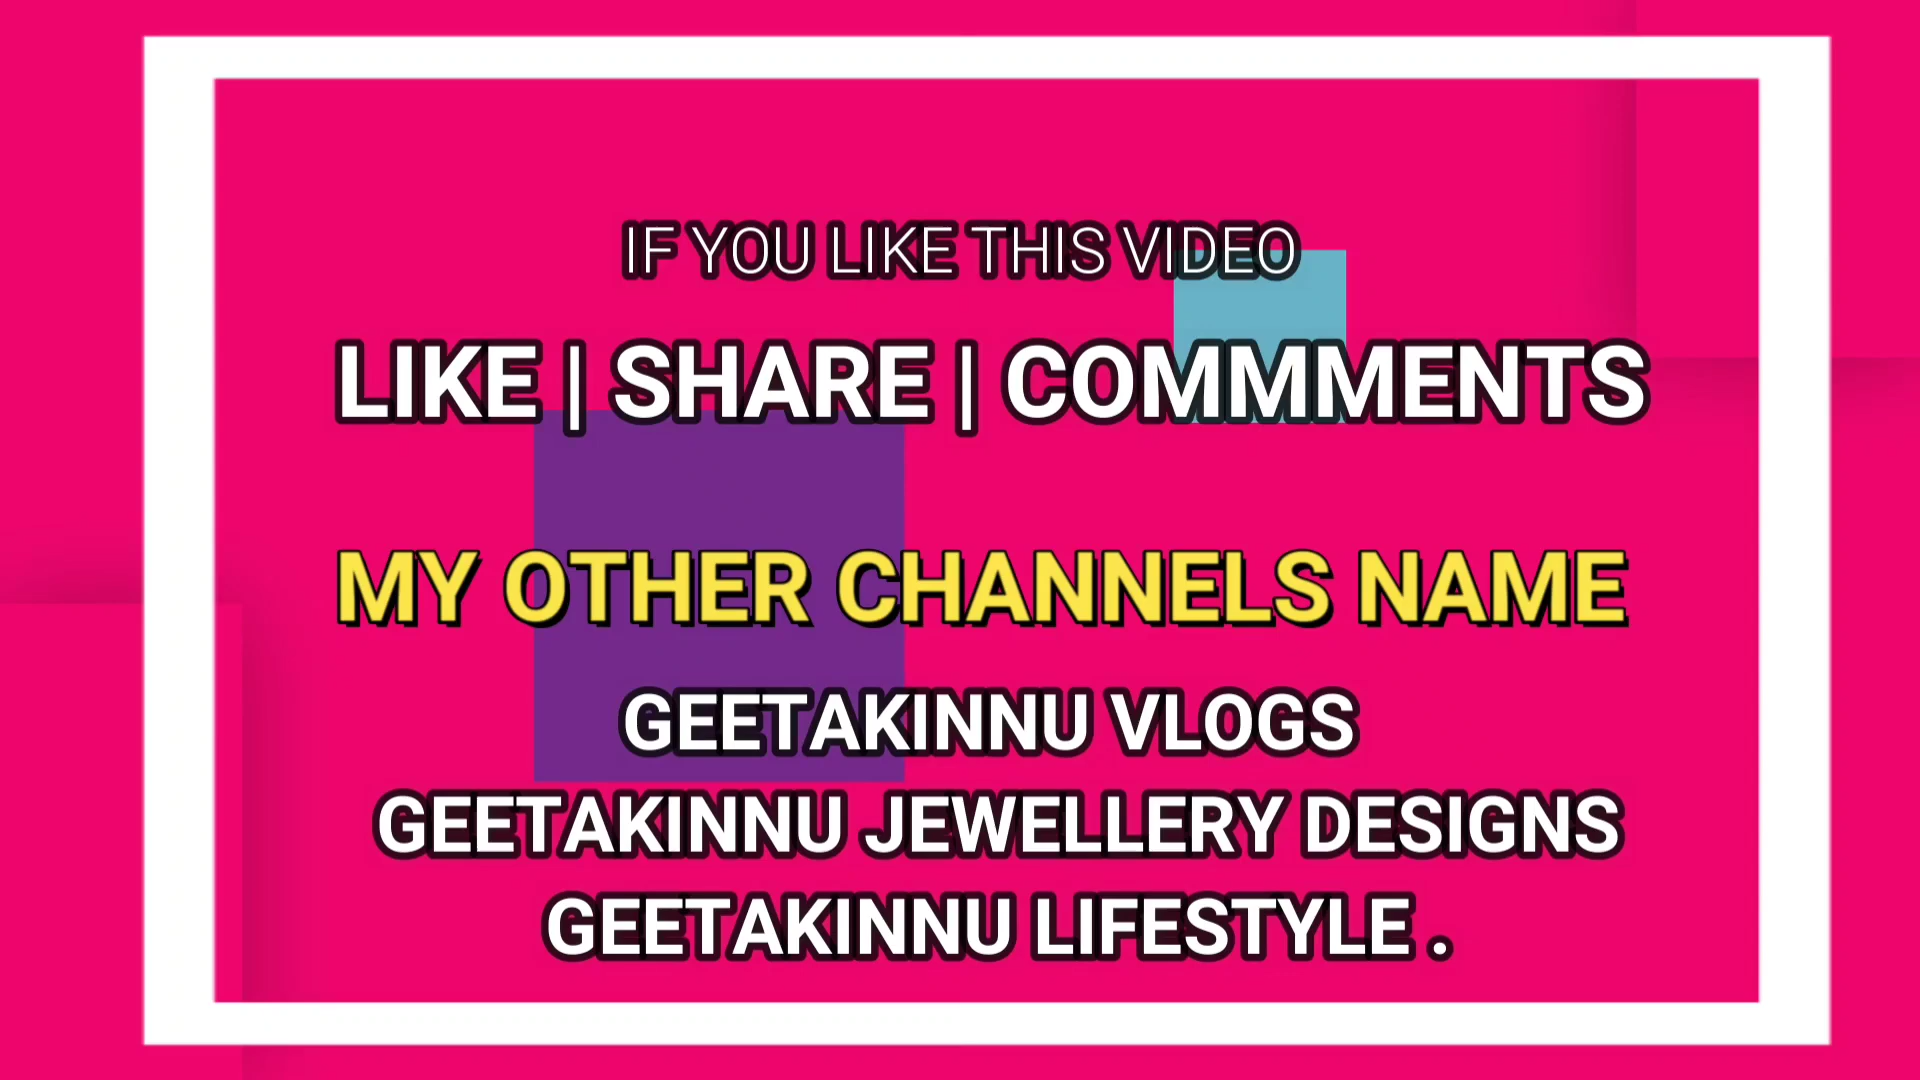 IF YOU LIKE THIS VIDEO
LIKE | SHARE | COMMMENTS
MY OTHER CHANNELS NAME
GEETAKINNU VLOGS
GEETAKINNU JEWELLERY DESIGNS
GEETAKINNU LIFESTYLE .